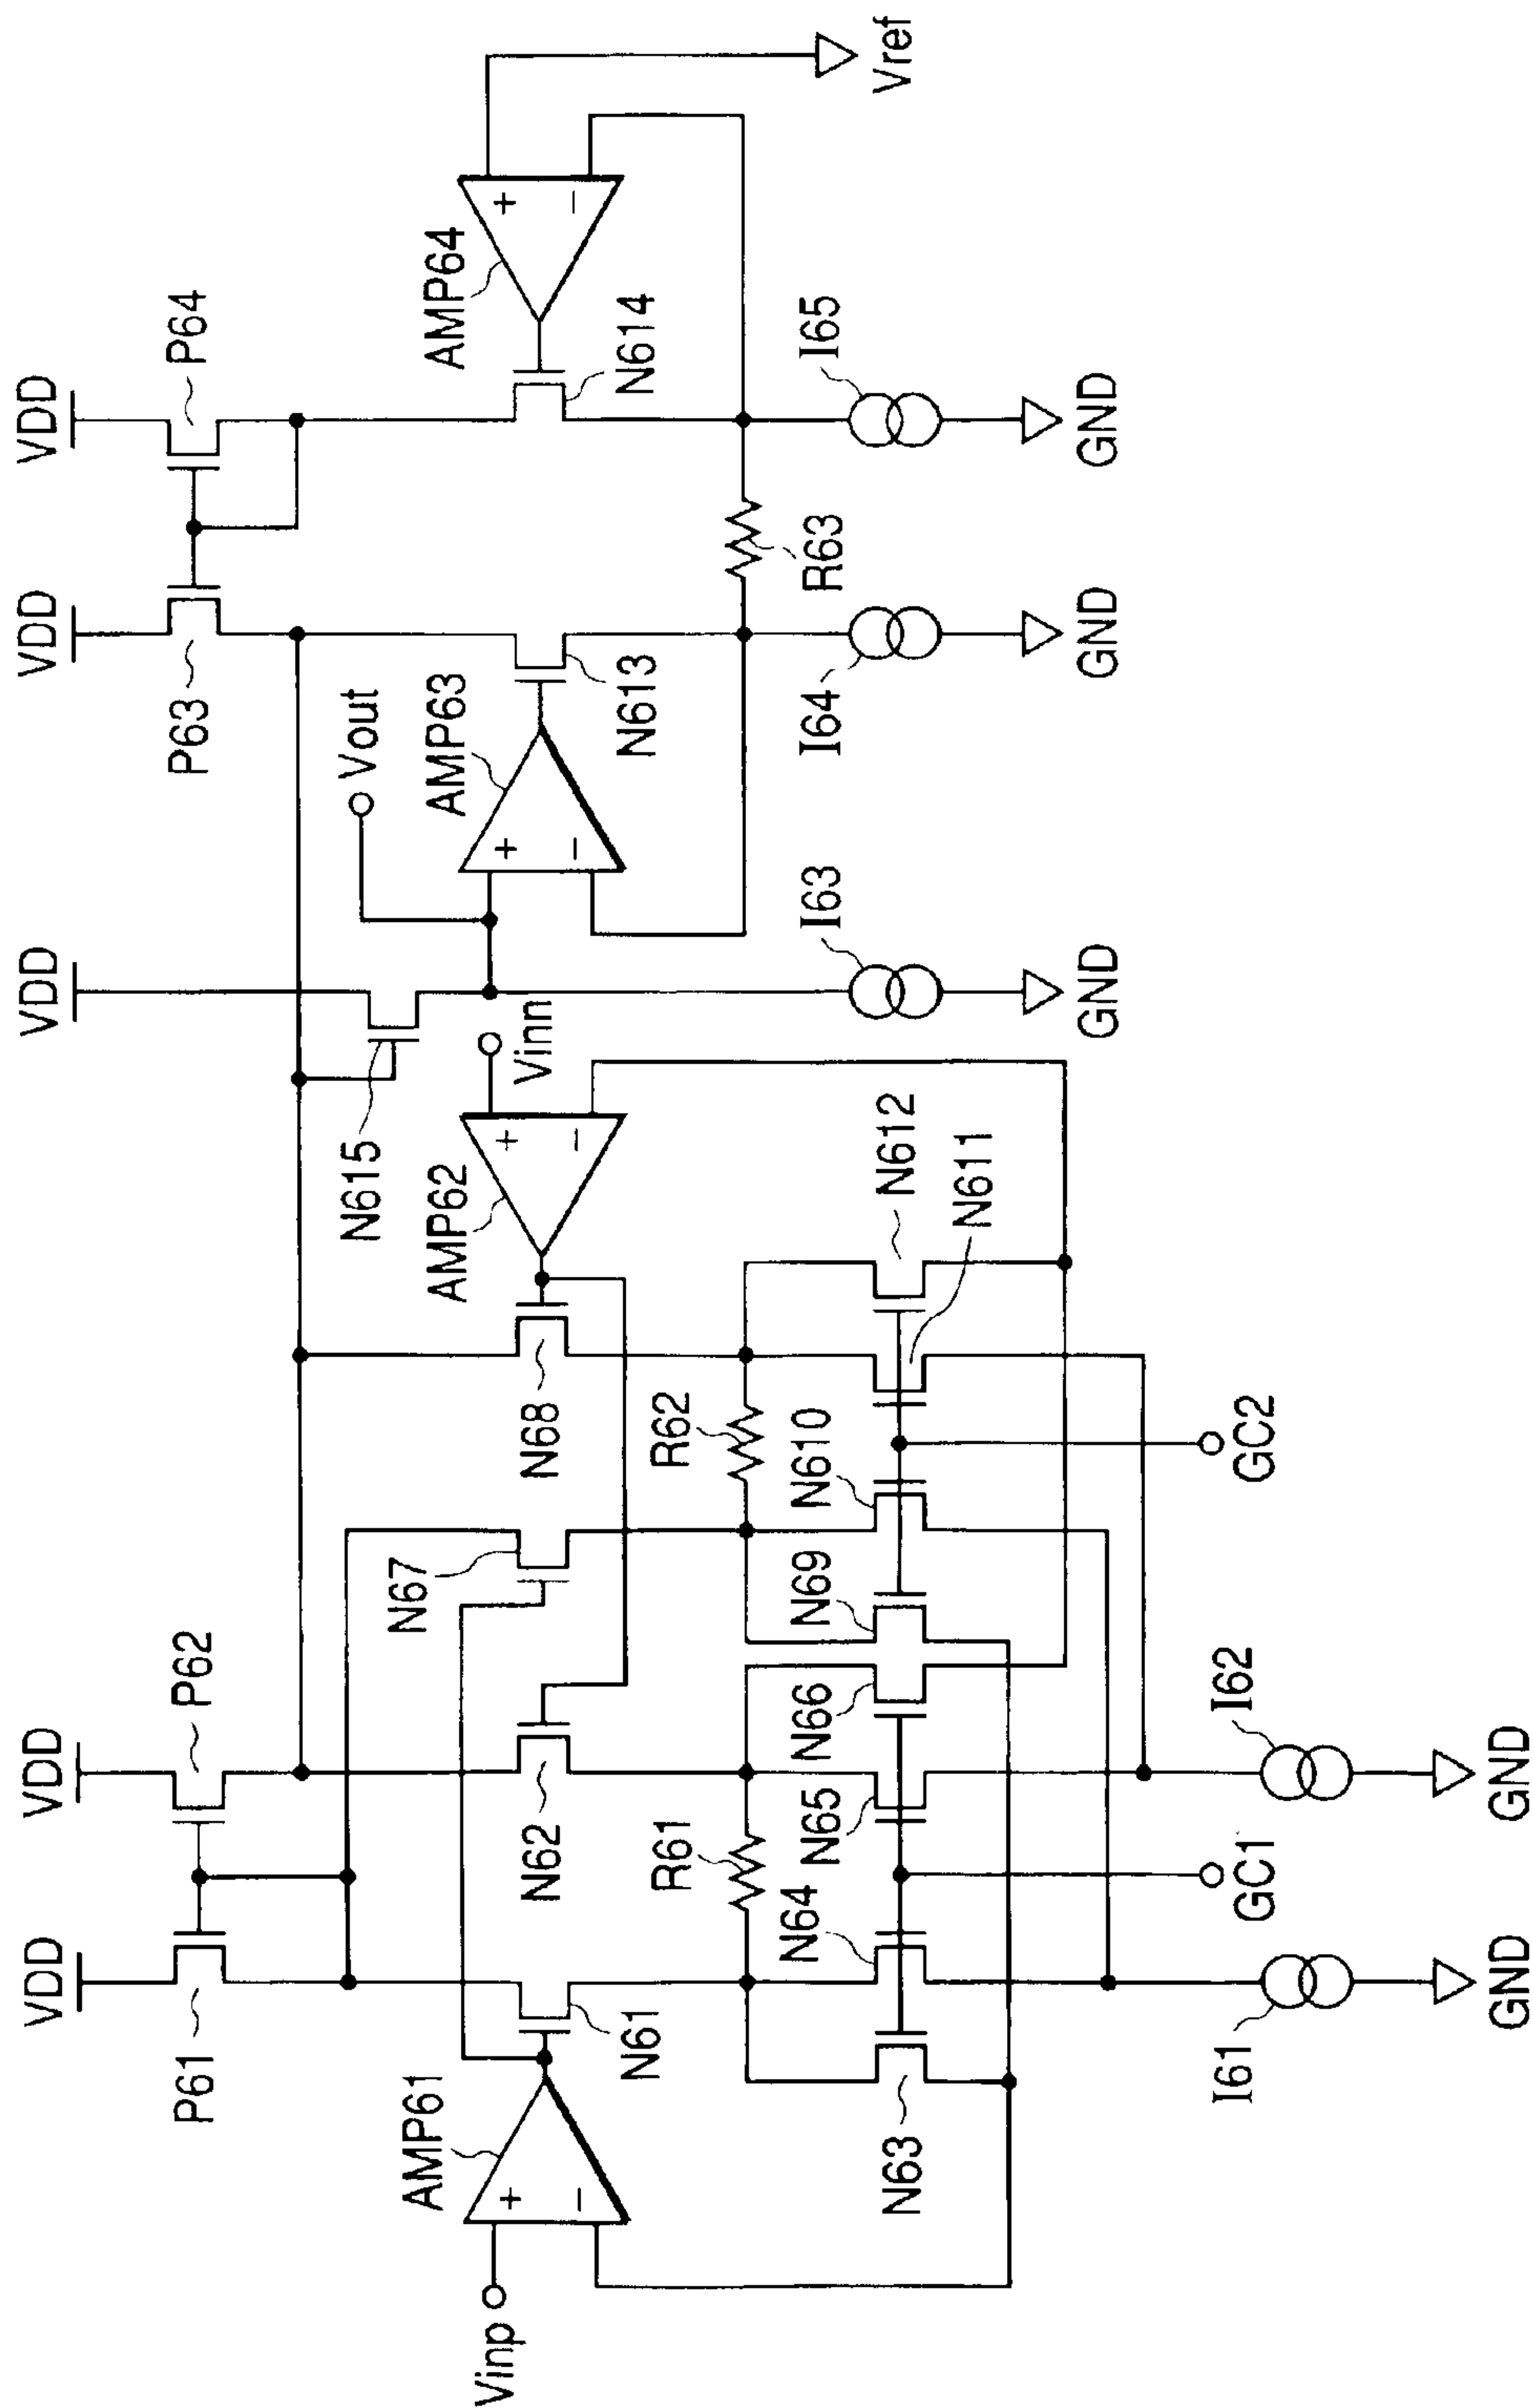 VDD
VDD
VDD
VDD
VDD
P61
P62
P63
P64
Vout
N615
AMP61
AMP62
AMP63
AMP64
Vinp
+
−
Vinn
+
−
+
−
+
−
Vref
N61
N62
N67
N68
N613
N614
R61
R62
R63
N63
N64
N65
N66
N69
N610
N611
N612
I63
I64
I65
GND
GND
GND
GC1
GC2
I61
I62
GND
GND